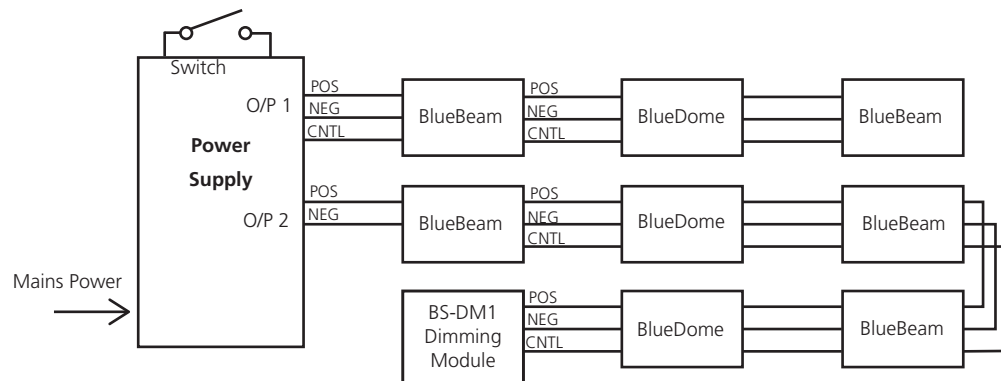 Switch
O/P 1
Power
Supply
O/P 2
Mains Power
POS
NEG
CNTL
BlueBeam
POS
NEG
CNTL
BlueDome
BlueBeam
POS
NEG
BlueBeam
POS
NEG
CNTL
BlueDome
BlueBeam
BS-DM1
Dimming
Module
POS
NEG
CNTL
BlueDome
BlueBeam